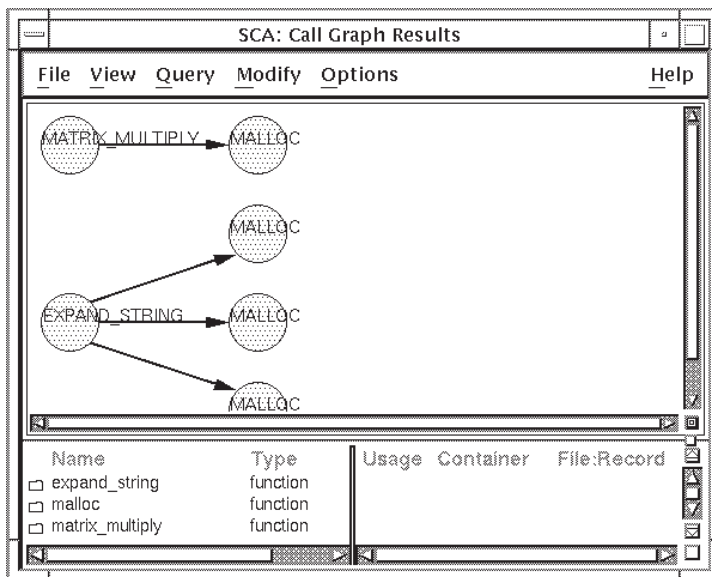 SCA: Call Graph Results
File View Query Modify Options Help
MATRIX_MULTIPLY MALLOC
MALLOC
EXPAND_STRING MALLOC
MALLOC
Name Type Usage Container File:Record
expand_string function
malloc function
matrix_multiply function